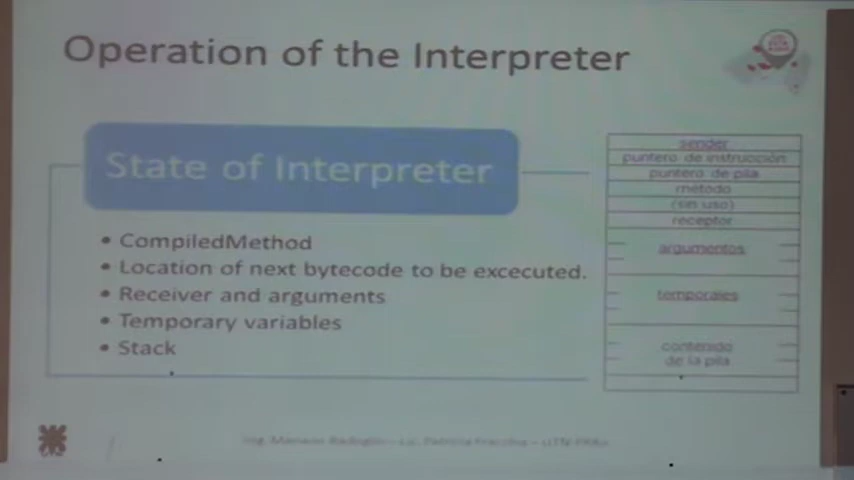 Operation of the Interpreter
State of Interpreter
• CompiledMethod
• Location of next bytecode to be excecuted.
• Receiver and arguments
• Temporary variables
• Stack
sender
puntero de instrucción
puntero de pila
método
(sin uso)
receptor
argumentos
temporales
contenido
de la pila